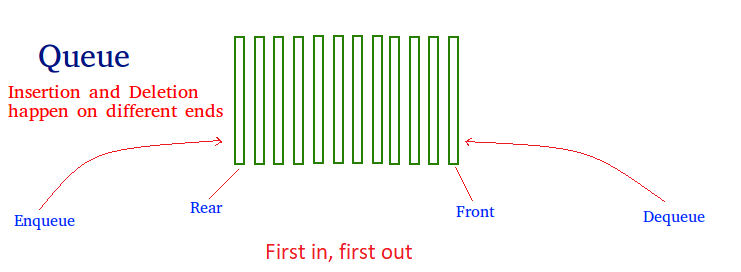 Queue
Insertion and Deletion
happen on different ends
Enqueue
Rear
Front
Dequeue
First in, first out